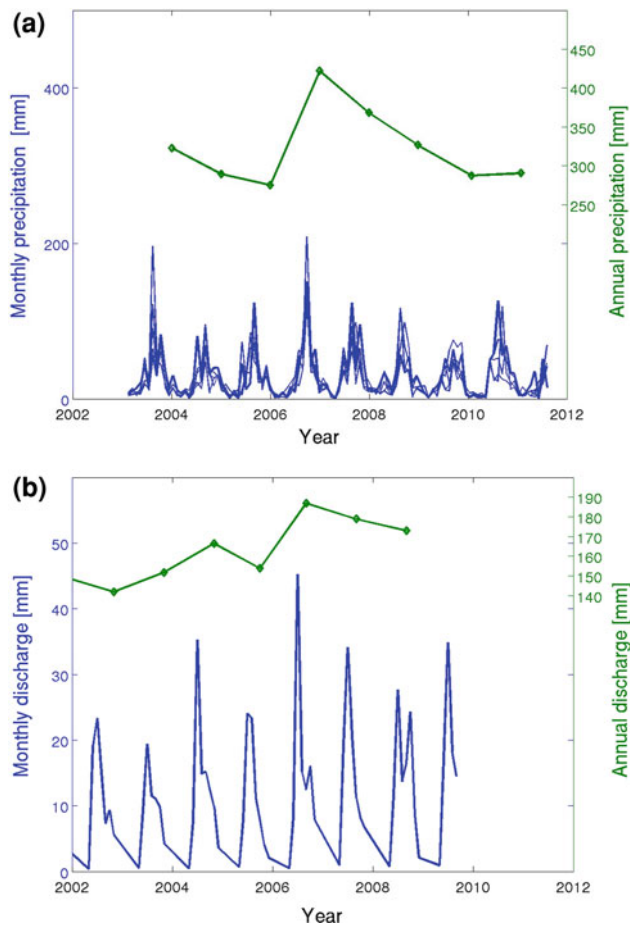 (a)
Monthly precipitation [mm]
400
200
0
450
400
350
300
250
Annual precipitation [mm]
2002 2004 2006 2008 2010 2012
Year
(b)
Monthly discharge [mm]
50
40
30
20
10
0
190
180
170
160
150
140
Annual discharge [mm]
2002 2004 2006 2008 2010 2012
Year